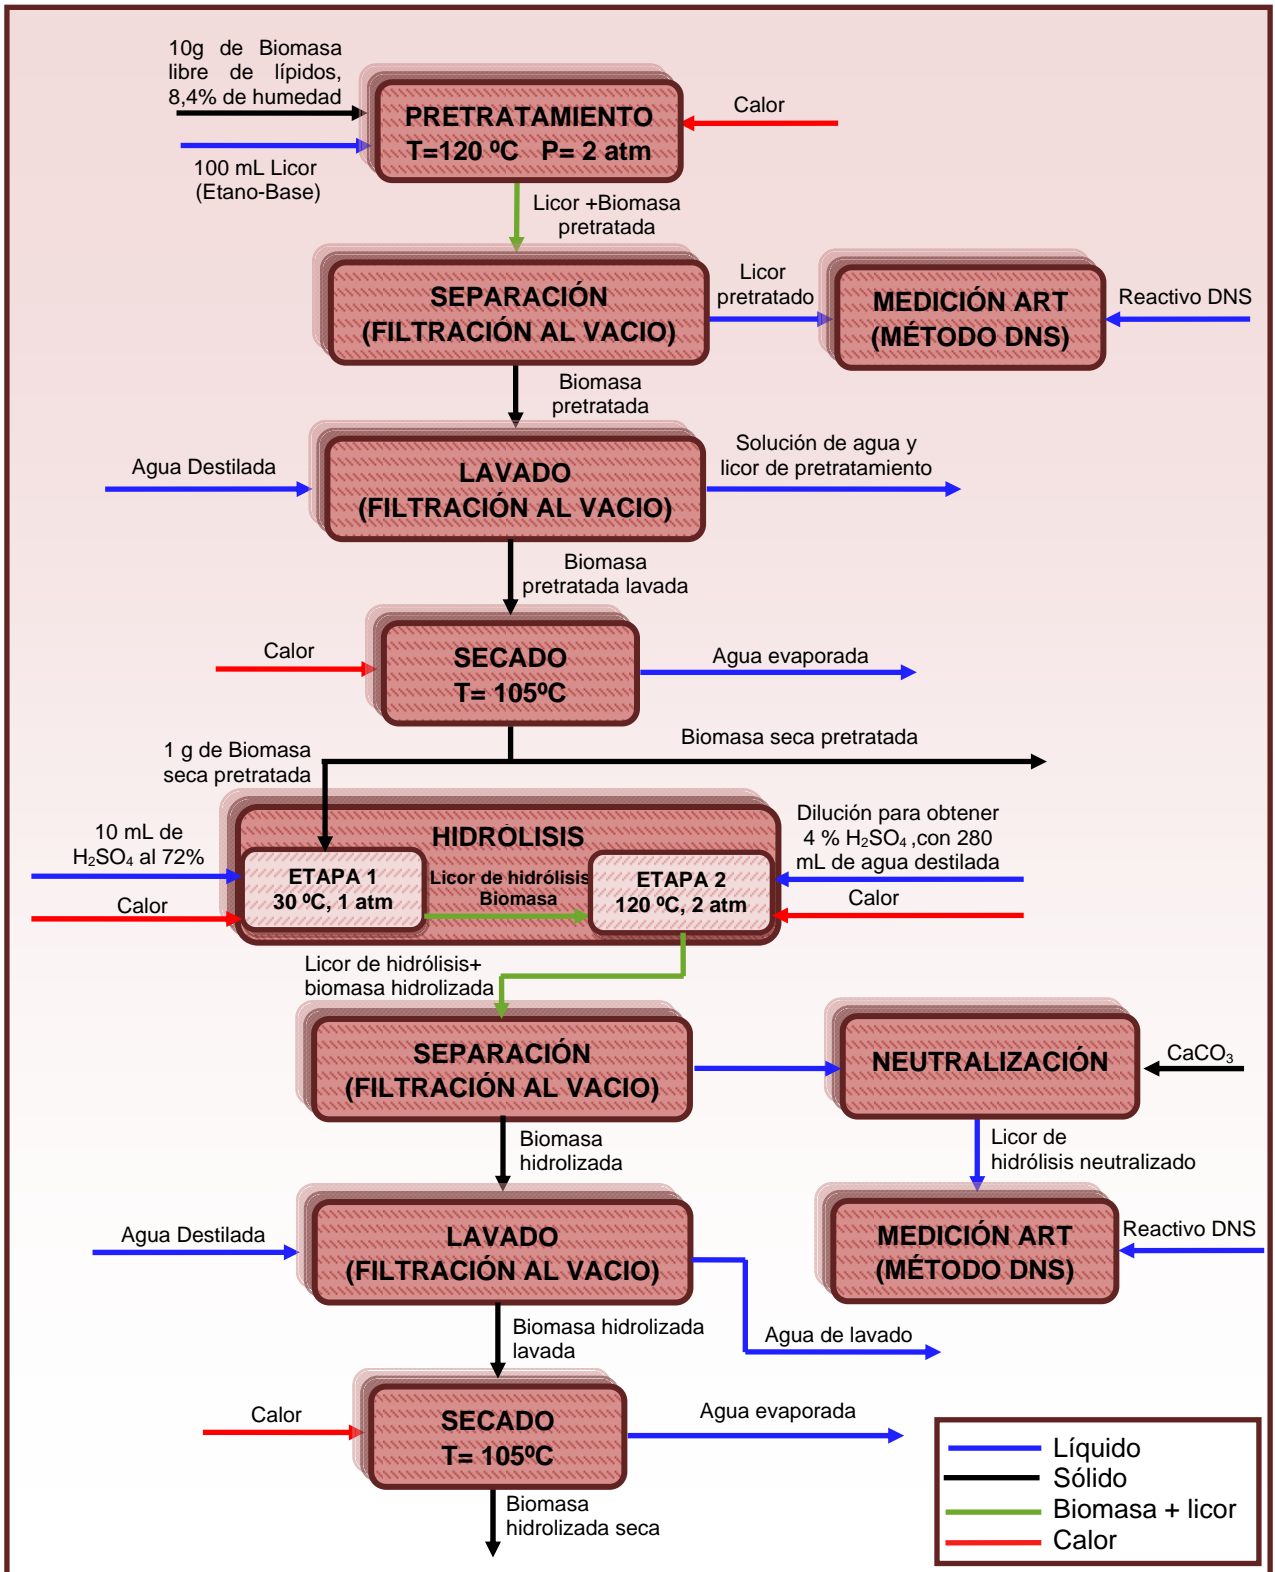 10g de Biomasa
libre de lípidos,
8,4% de humedad
100 mL Licor
(Etano-Base)
PRETRATAMIENTO
T=120 ºC P= 2 atm
Calor
Licor +Biomasa
pretratada
SEPARACIÓN
(FILTRACIÓN AL VACIO)
Licor
pretratado
MEDICIÓN ART
(MÉTODO DNS)
Reactivo DNS
Biomasa
pretratada
Agua Destilada
LAVADO
(FILTRACIÓN AL VACIO)
Solución de agua y
licor de pretratamiento
Biomasa
pretratada lavada
Calor
SECADO
T= 105ºC
Agua evaporada
1 g de Biomasa
seca pretratada
Biomasa seca pretratada
HIDRÓLISIS
10 mL de
H₂SO₄ al 72%
Calor
ETAPA 1
30 ºC, 1 atm
Licor de hidrólisis
Biomasa
ETAPA 2
120 ºC, 2 atm
Dilución para obtener
4 % H₂SO₄ ,con 280
mL de agua destilada
Calor
Licor de hidrólisis+
biomasa hidrolizada
SEPARACIÓN
(FILTRACIÓN AL VACIO)
NEUTRALIZACIÓN
CaCO₃
Biomasa
hidrolizada
Licor de
hidrólisis neutralizado
Agua Destilada
LAVADO
(FILTRACIÓN AL VACIO)
MEDICIÓN ART
(MÉTODO DNS)
Reactivo DNS
Biomasa hidrolizada
lavada
Agua de lavado
Calor
SECADO
T= 105ºC
Agua evaporada
Biomasa
hidrolizada seca
Líquido
Sólido
Biomasa + licor
Calor